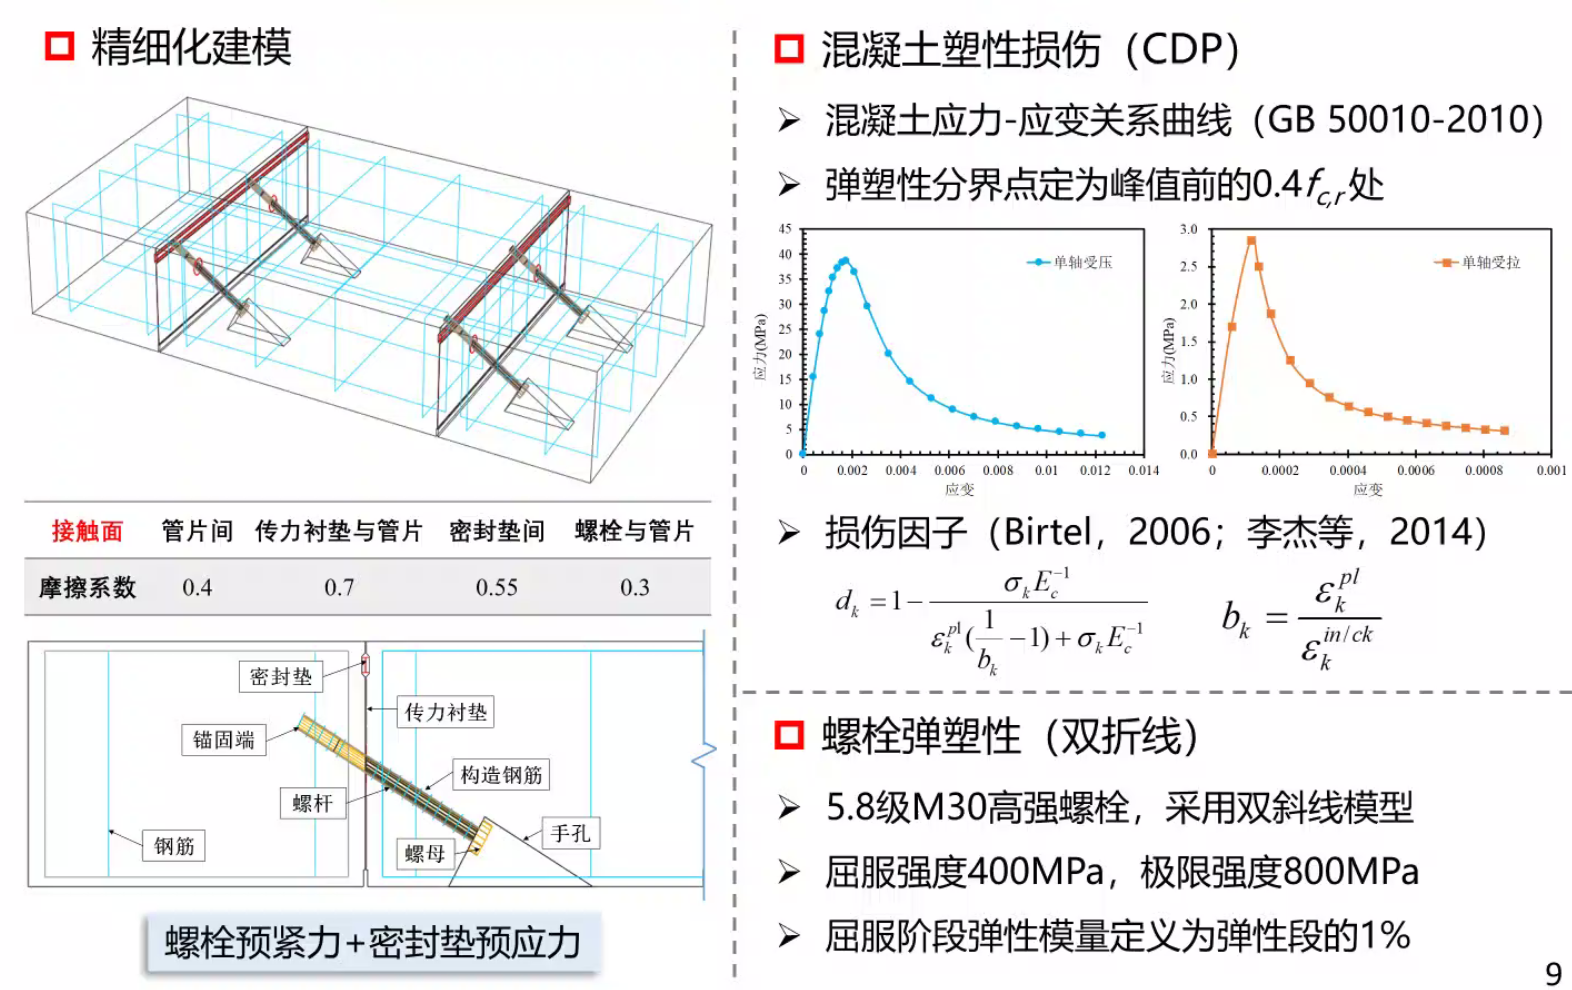 精细化建模
接触面 管片间 传力衬垫与管片 密封垫间 螺栓与管片
摩擦系数 0.4 0.7 0.55 0.3
密封垫
传力衬垫
锚固端
构造钢筋
螺杆
手孔
钢筋
螺母
螺栓预紧力+密封垫预应力
混凝土塑性损伤（CDP）
混凝土应力-应变关系曲线（GB 50010-2010）
弹塑性分界点定为峰值前的0.4fc,r处
45
40
35
30
25
20
15
10
5
0
应力(MPa)
单轴受压
0 0.002 0.004 0.006 0.008 0.01 0.012 0.014
应变
3.0
2.5
2.0
1.5
1.0
0.5
0.0
应力(MPa)
单轴受拉
0 0.0002 0.0004 0.0006 0.0008 0.001
应变
损伤因子（Birtel，2006；李杰等，2014）
d_k = 1 - σ_k E_c^{-1} / (ε_k^{pl}(1/b_k - 1) + σ_k E_c^{-1})
b_k = ε_k^{pl} / ε_k^{in/ck}
螺栓弹塑性（双折线）
5.8级M30高强螺栓，采用双斜线模型
屈服强度400MPa，极限强度800MPa
屈服阶段弹性模量定义为弹性段的1%
9